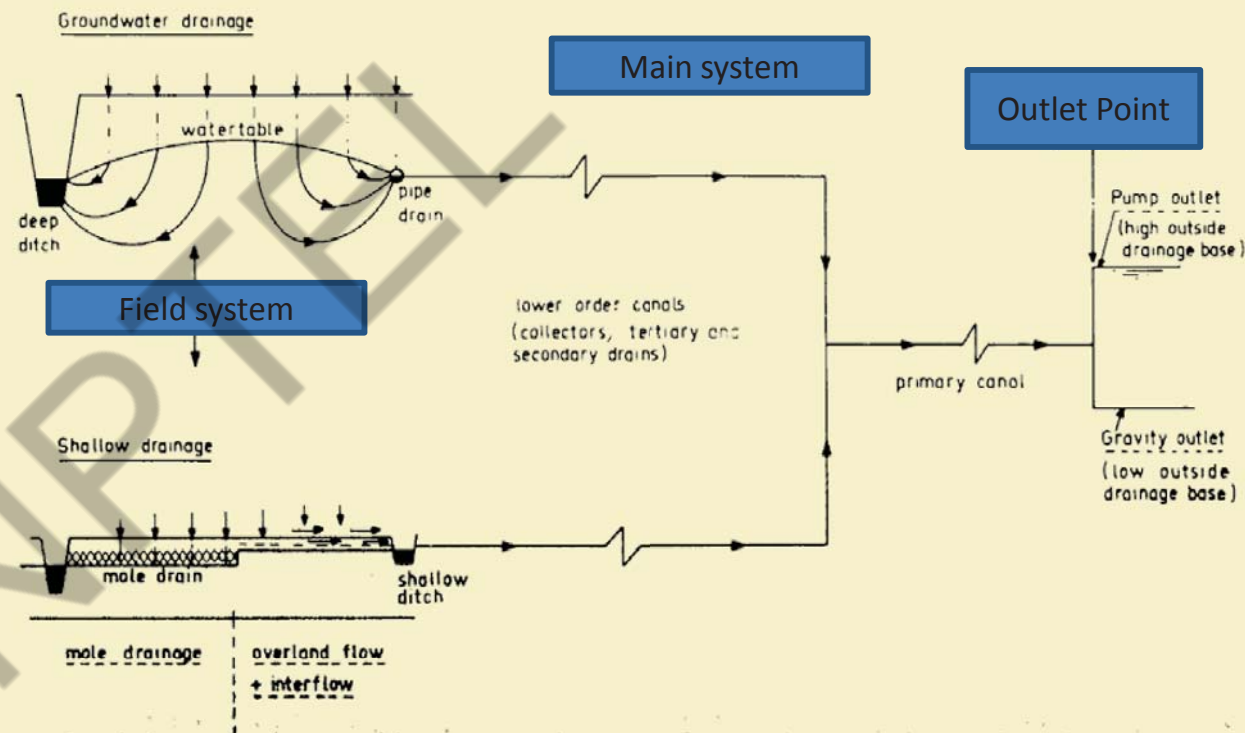 Groundwater drainage
Main system
Outlet Point
watertable
deep
ditch
pipe
drain
Pump outlet
(high outside
drainage base)
Field system
lower order canals
(collectors, tertiary and
secondary drains)
primary canal
Gravity outlet
(low outside
drainage base)
Shallow drainage
mole drain
shallow
ditch
mole drainage
overland flow
+ interflow
NPTEL